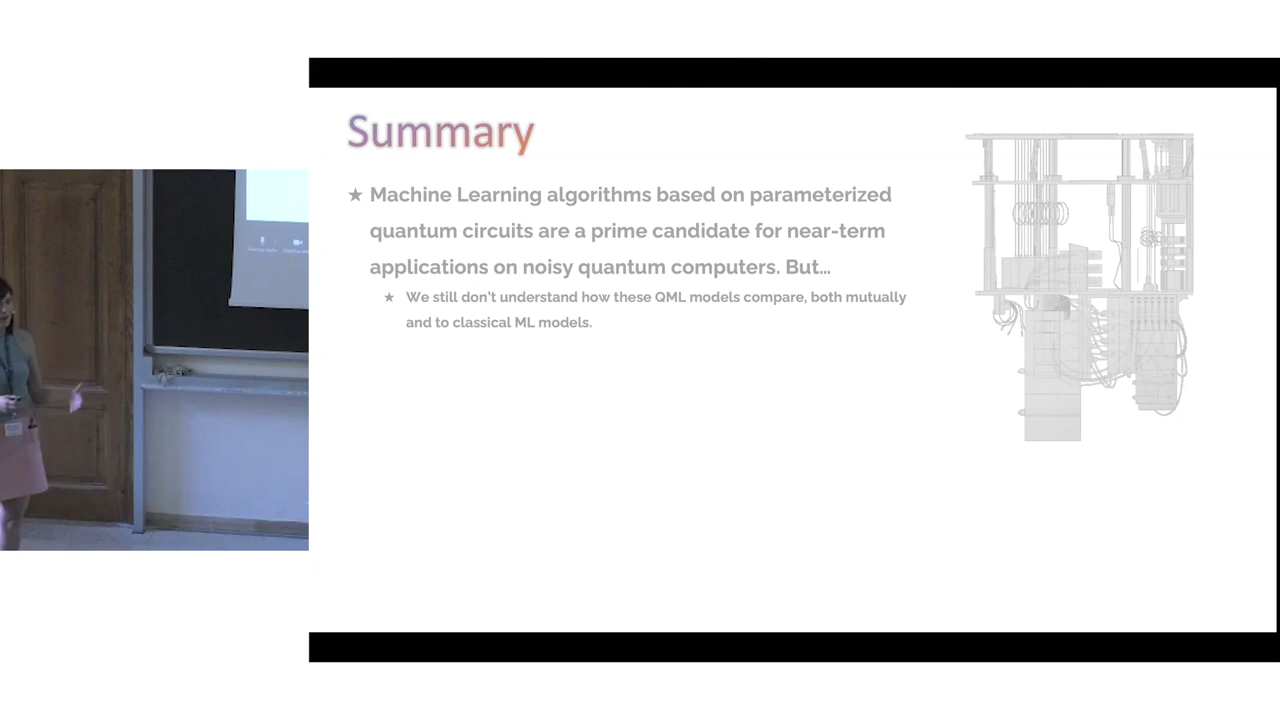 Summary
★ Machine Learning algorithms based on parameterized
quantum circuits are a prime candidate for near-term
applications on noisy quantum computers. But…
★ We still don’t understand how these QML models compare, both mutually
and to classical ML models.